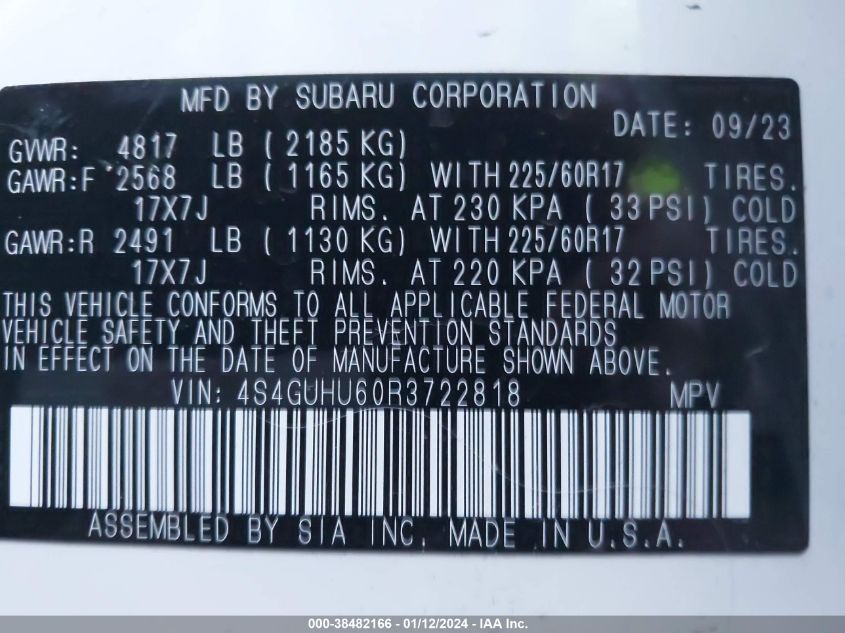 MFD BY SUBARU CORPORATION
DATE: 09/23
GVWR: 4817 LB ( 2185 KG)
GAWR:F 2568 LB ( 1165 KG) WITH 225/60R17 TIRES.
17X7J RIMS. AT 230 KPA ( 33 PSI) COLD
GAWR:R 2491 LB ( 1130 KG) WITH 225/60R17 TIRES.
17X7J RIMS. AT 220 KPA ( 32 PSI) COLD
THIS VEHICLE CONFORMS TO ALL APPLICABLE FEDERAL MOTOR
VEHICLE SAFETY AND THEFT PREVENTION STANDARDS
IN EFFECT ON THE DATE OF MANUFACTURE SHOWN ABOVE.
VIN: 4S4GUHU60R3722818 MPV
ASSEMBLED BY SIA INC. MADE IN U.S.A.
000-38482166 - 01/12/2024 - IAA Inc.